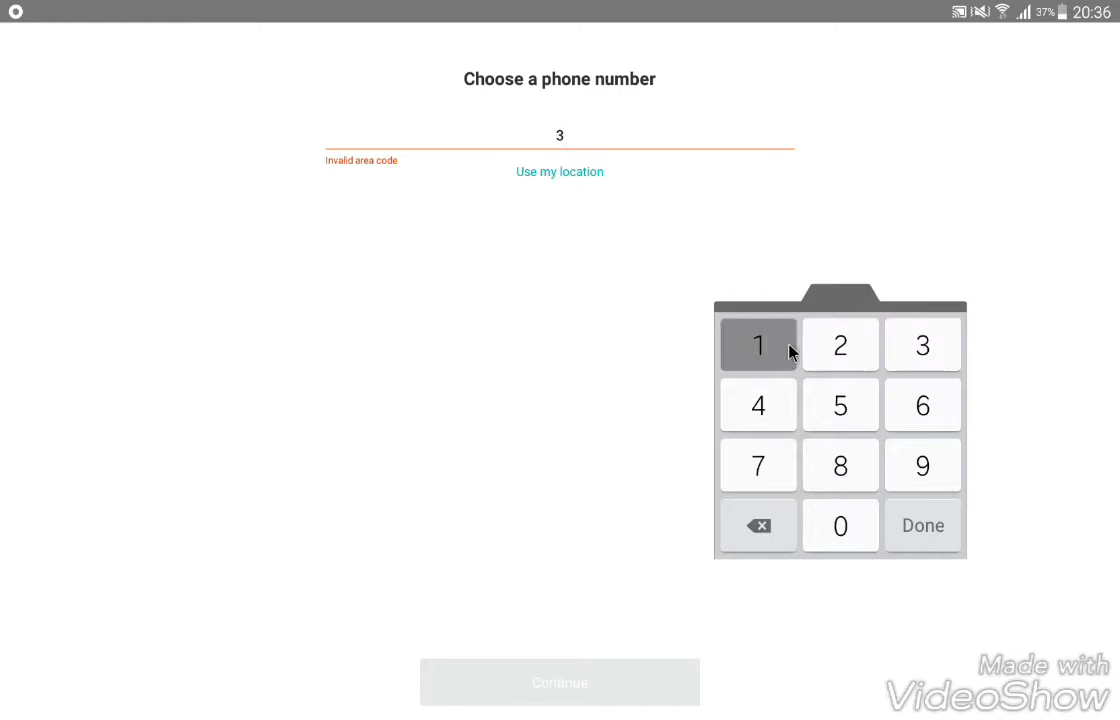 37% 20:36
Choose a phone number
3
Invalid area code
Use my location
1 2 3
4 5 6
7 8 9
0 Done
Continue
Made with
VideoShow